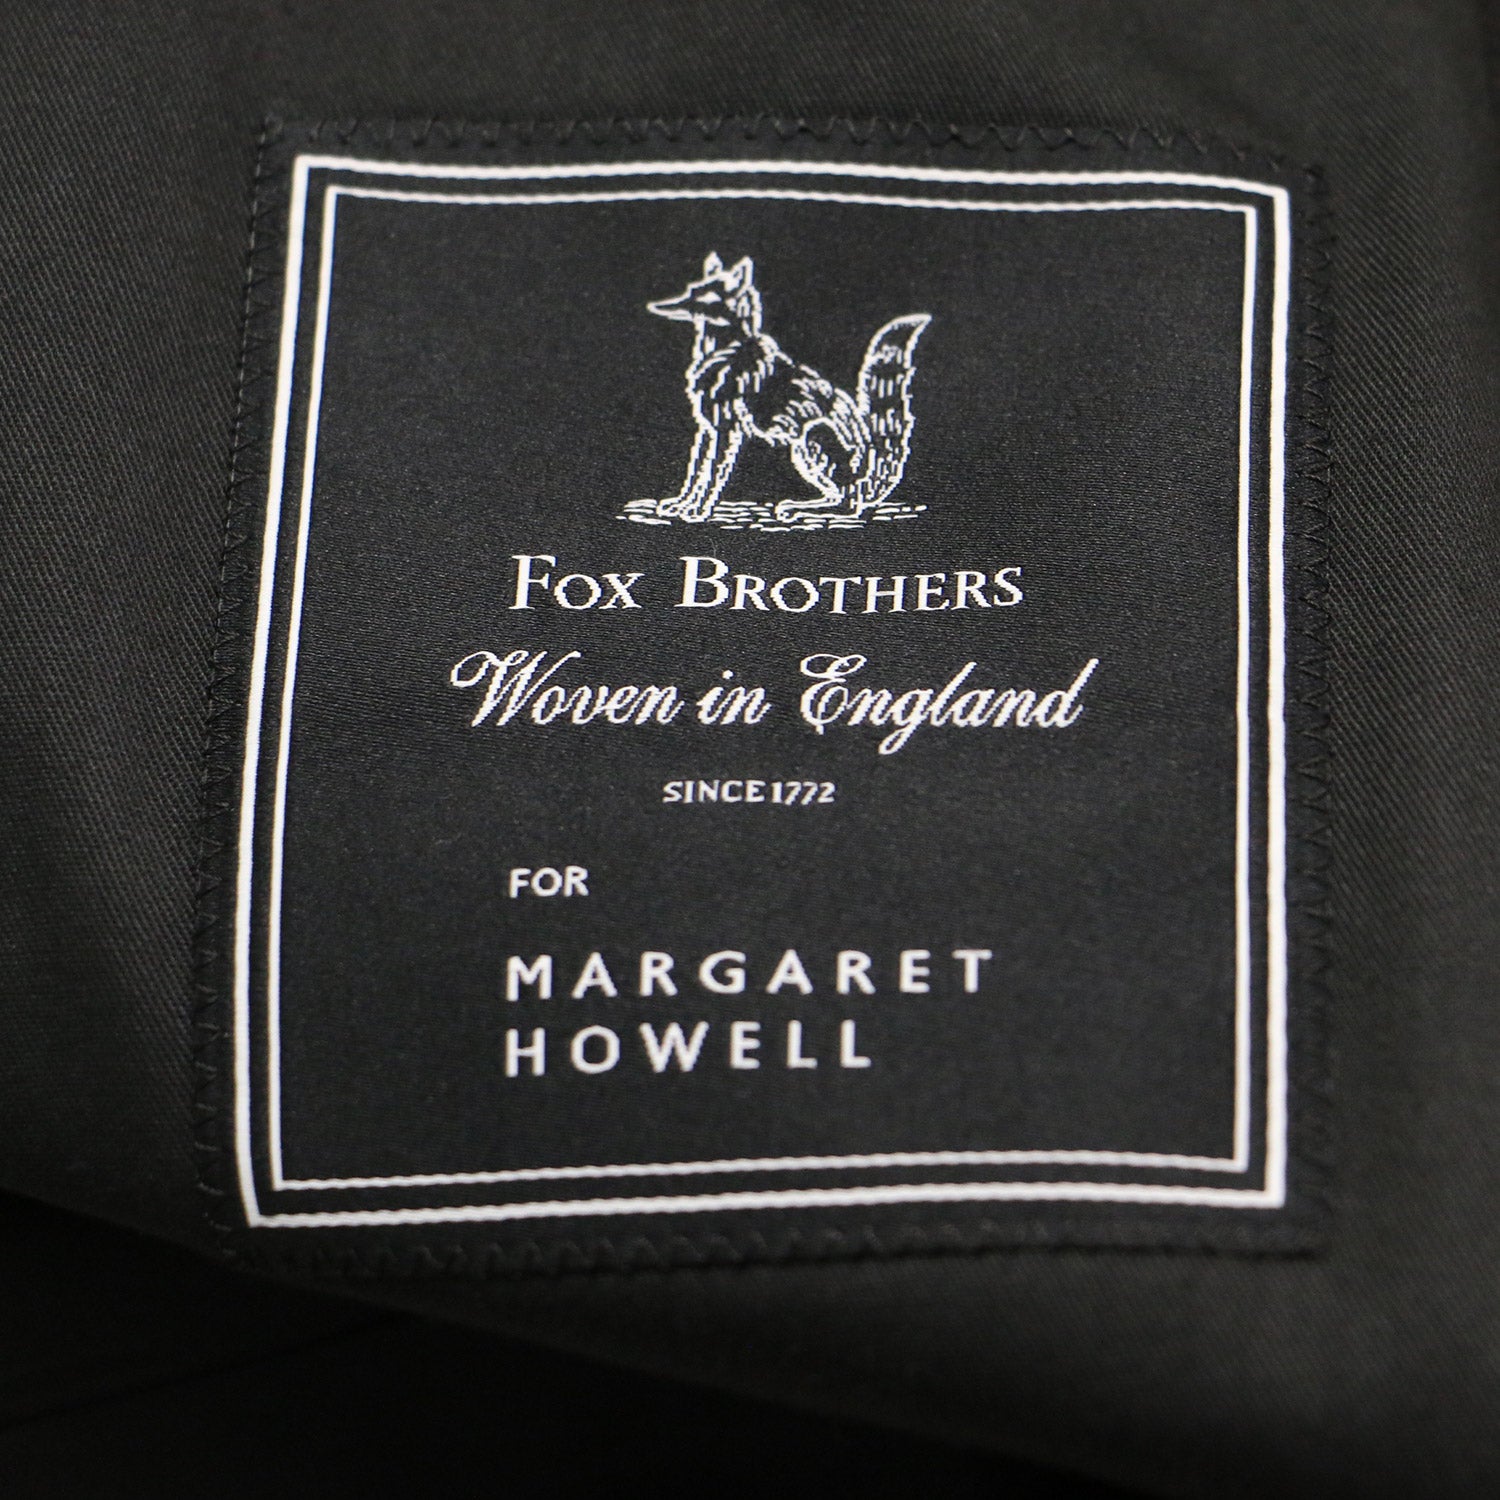 FOX BROTHERS
Woven in England
SINCE 1772
FOR
MARGARET
HOWELL